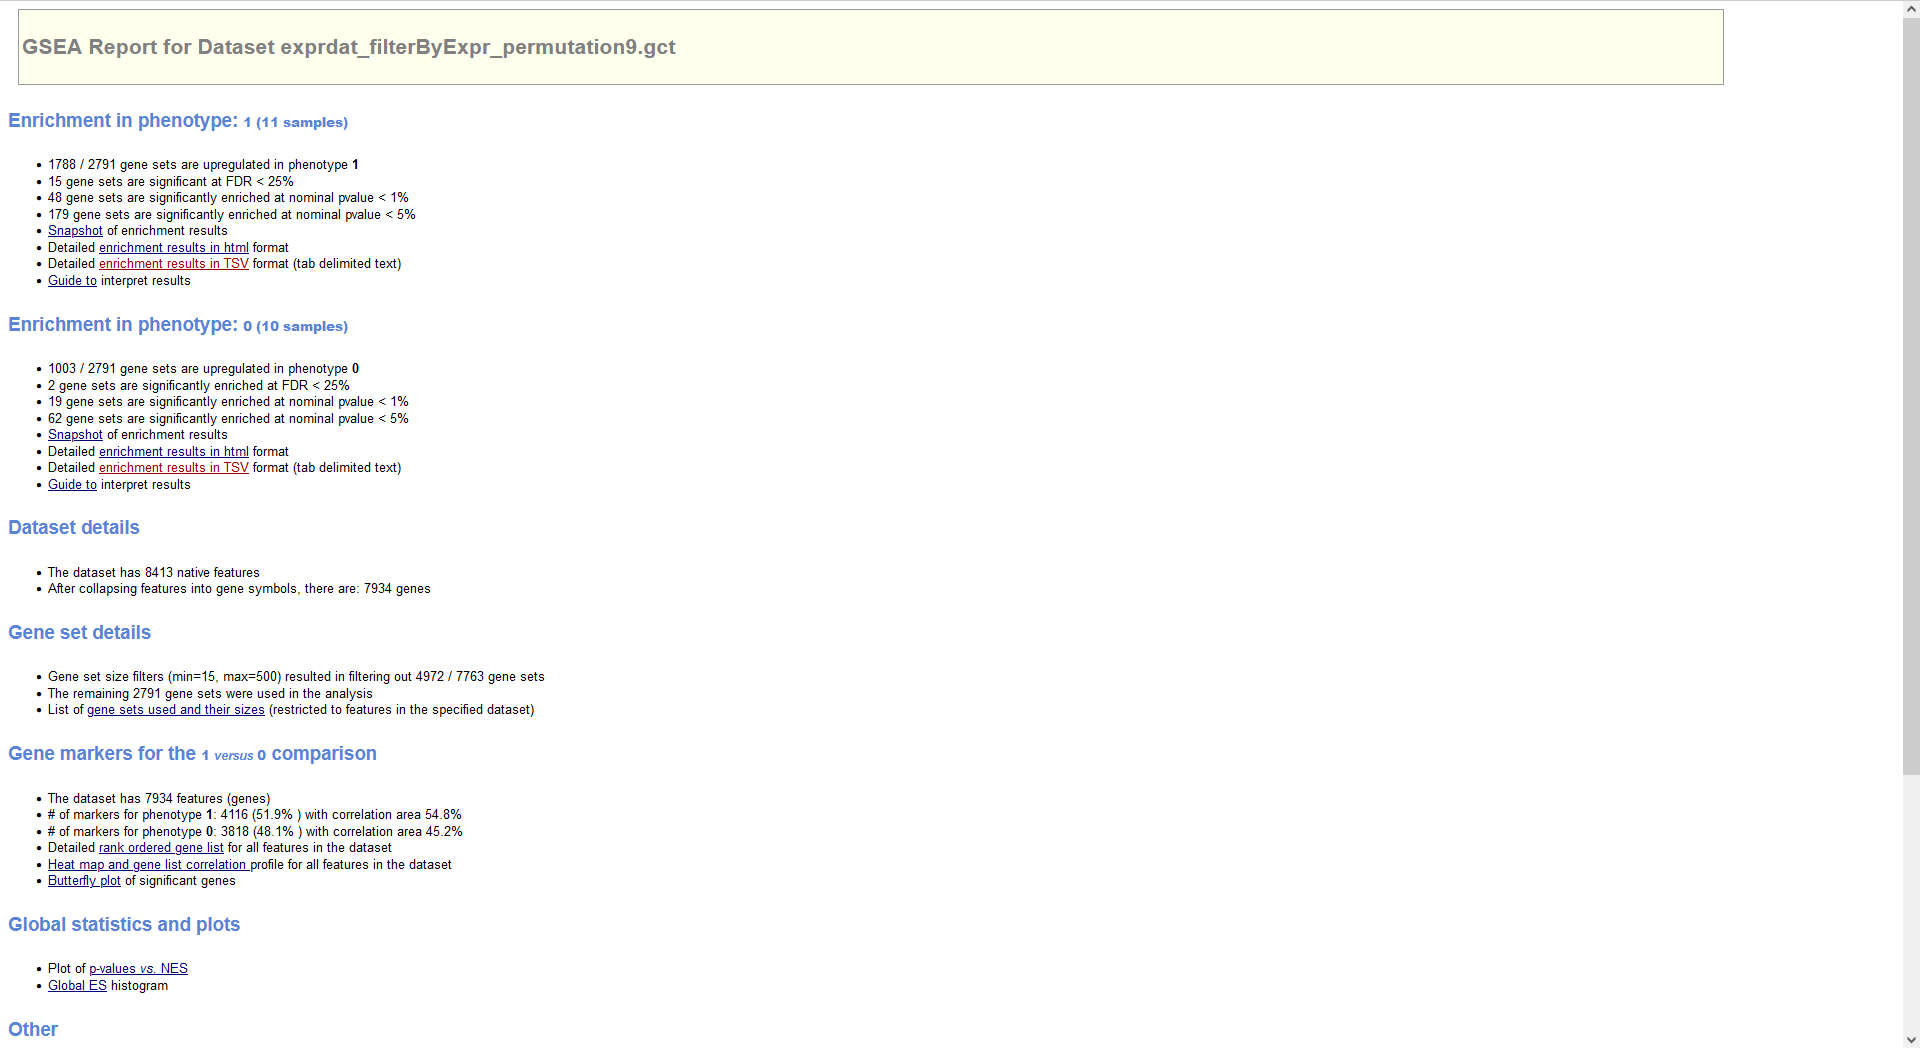 GSEA Report for Dataset exprdat_filterByExpr_permutation9.gct
Enrichment in phenotype: 1 (11 samples)
• 1788 / 2791 gene sets are upregulated in phenotype 1
• 15 gene sets are significant at FDR < 25%
• 48 gene sets are significantly enriched at nominal pvalue < 1%
• 179 gene sets are significantly enriched at nominal pvalue < 5%
• Snapshot of enrichment results
• Detailed enrichment results in html format
• Detailed enrichment results in TSV format (tab delimited text)
• Guide to interpret results
Enrichment in phenotype: 0 (10 samples)
• 1003 / 2791 gene sets are upregulated in phenotype 0
• 2 gene sets are significantly enriched at FDR < 25%
• 19 gene sets are significantly enriched at nominal pvalue < 1%
• 62 gene sets are significantly enriched at nominal pvalue < 5%
• Snapshot of enrichment results
• Detailed enrichment results in html format
• Detailed enrichment results in TSV format (tab delimited text)
• Guide to interpret results
Dataset details
• The dataset has 8413 native features
• After collapsing features into gene symbols, there are: 7934 genes
Gene set details
• Gene set size filters (min=15, max=500) resulted in filtering out 4972 / 7763 gene sets
• The remaining 2791 gene sets were used in the analysis
• List of gene sets used and their sizes (restricted to features in the specified dataset)
Gene markers for the 1 versus 0 comparison
• The dataset has 7934 features (genes)
• # of markers for phenotype 1: 4116 (51.9% ) with correlation area 54.8%
• # of markers for phenotype 0: 3818 (48.1% ) with correlation area 45.2%
• Detailed rank ordered gene list for all features in the dataset
• Heat map and gene list correlation profile for all features in the dataset
• Butterfly plot of significant genes
Global statistics and plots
• Plot of p-values vs. NES
• Global ES histogram
Other